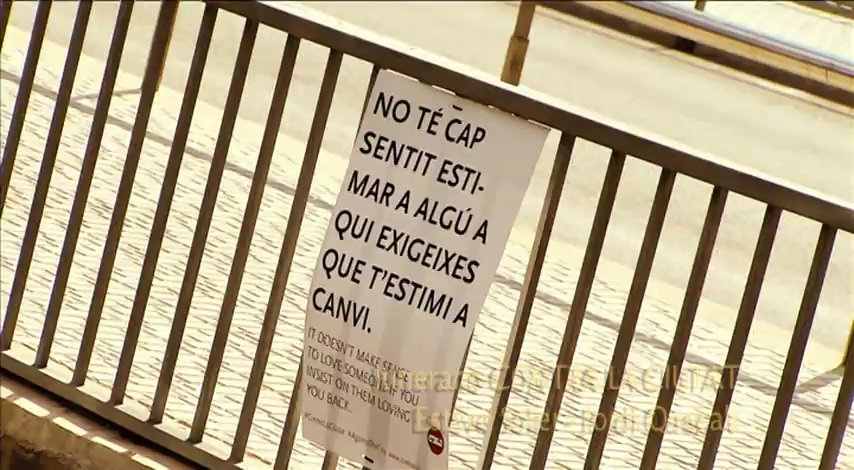 NO TÉ CAP
SENTIT ESTI-
MAR A ALGÚ A
QUI EXIGEIXES
QUE T'ESTIMI A
CANVI.
IT DOESN'T MAKE SENSE
TO LOVE SOMEONE IF YOU
INSIST ON THEM LOVING
YOU BACK.